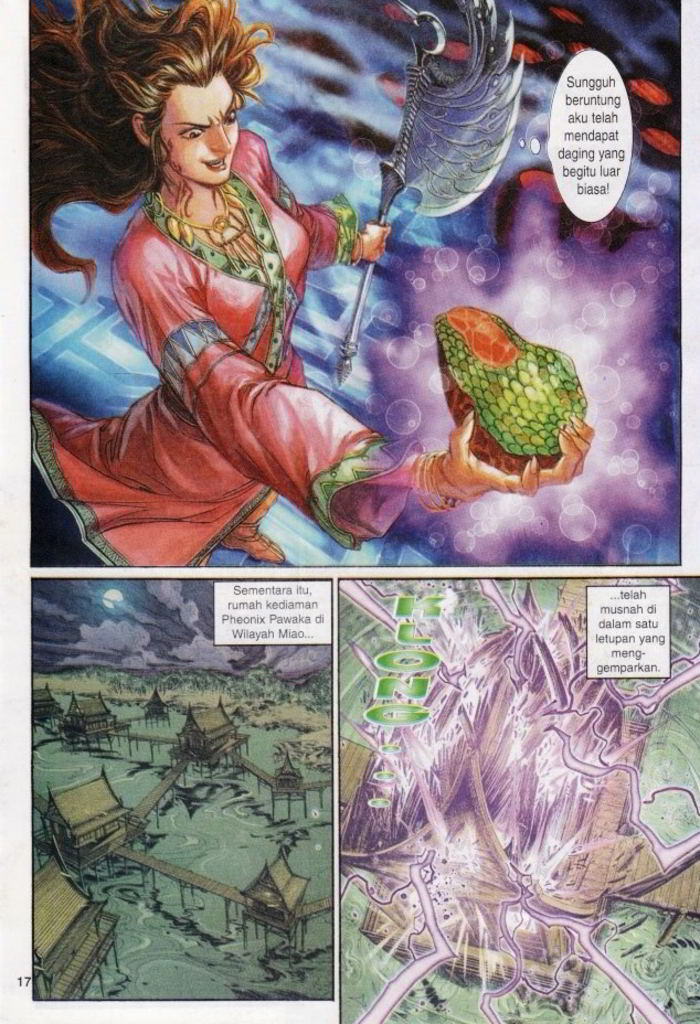 Sungguh
beruntung
aku telah
mendapat
daging yang
begitu luar
biasa!
Sementara itu,
rumah kediaman
Pheonix Pawaka di
Wilayah Miao...
...telah
musnah di
dalam satu
letupan yang
meng-
gemparkan.
17